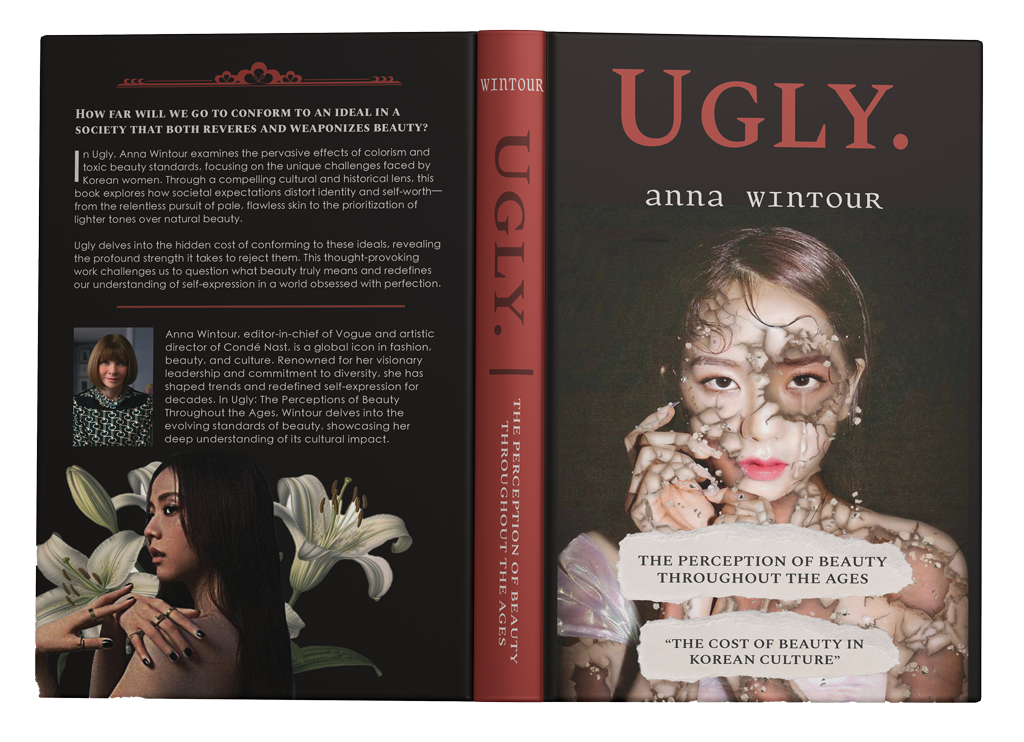 HOW FAR WILL WE GO TO CONFORM TO AN IDEAL IN A
SOCIETY THAT BOTH REVERES AND WEAPONIZES BEAUTY?
In Ugly, Anna Wintour examines the pervasive effects of colorism and
toxic beauty standards, focusing on the unique challenges faced by
Korean women. Through a compelling cultural and historical lens, this
book explores how societal expectations distort identity and self-worth—
from the relentless pursuit of pale, flawless skin to the prioritization of
lighter tones over natural beauty.
Ugly delves into the hidden cost of conforming to these ideals, revealing
the profound strength it takes to reject them. This thought-provoking
work challenges us to question what beauty truly means and redefines
our understanding of self-expression in a world obsessed with perfection.
Anna Wintour, editor-in-chief of Vogue and artistic
director of Condé Nast, is a global icon in fashion,
beauty, and culture. Renowned for her visionary
leadership and commitment to diversity, she has
shaped trends and redefined self-expression for
decades. In Ugly: The Perceptions of Beauty
Throughout the Ages, Wintour delves into the
evolving standards of beauty, showcasing her
deep understanding of its cultural impact.
WINTOUR
UGLY. |
THE PERCEPTION OF BEAUTY
THROUGHOUT THE AGES
UGLY.
anna WINTOUR
THE PERCEPTION OF BEAUTY
THROUGHOUT THE AGES
“THE COST OF BEAUTY IN
KOREAN CULTURE”